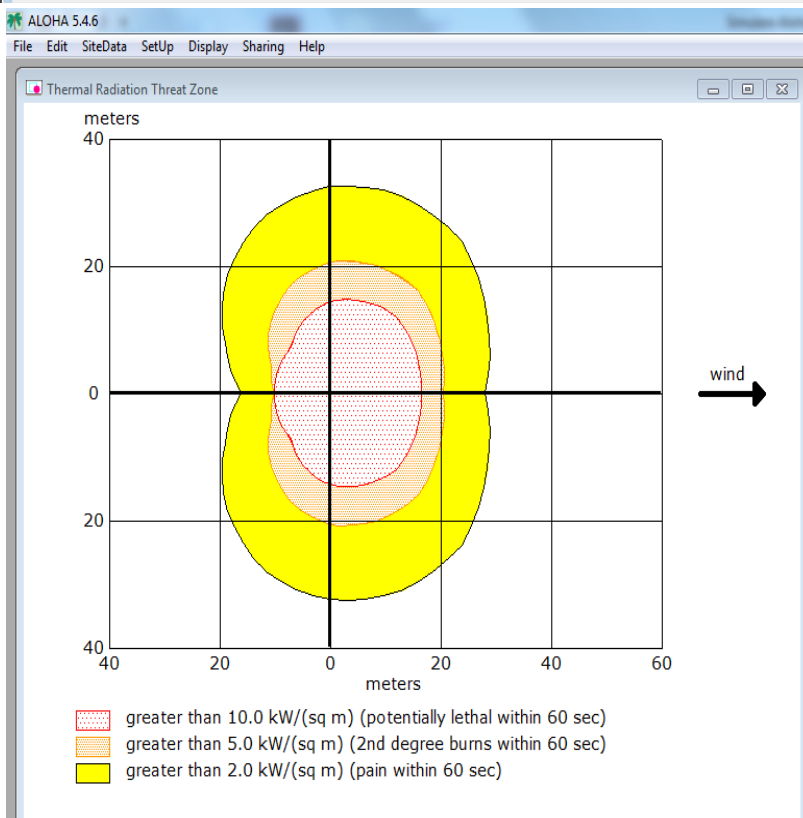 ALOHA 5.4.6
File Edit SiteData SetUp Display Sharing Help
Thermal Radiation Threat Zone
meters
40
20
0
wind
20
40
40 20 0 20 40 60
meters
greater than 10.0 kW/(sq m) (potentially lethal within 60 sec)
greater than 5.0 kW/(sq m) (2nd degree burns within 60 sec)
greater than 2.0 kW/(sq m) (pain within 60 sec)